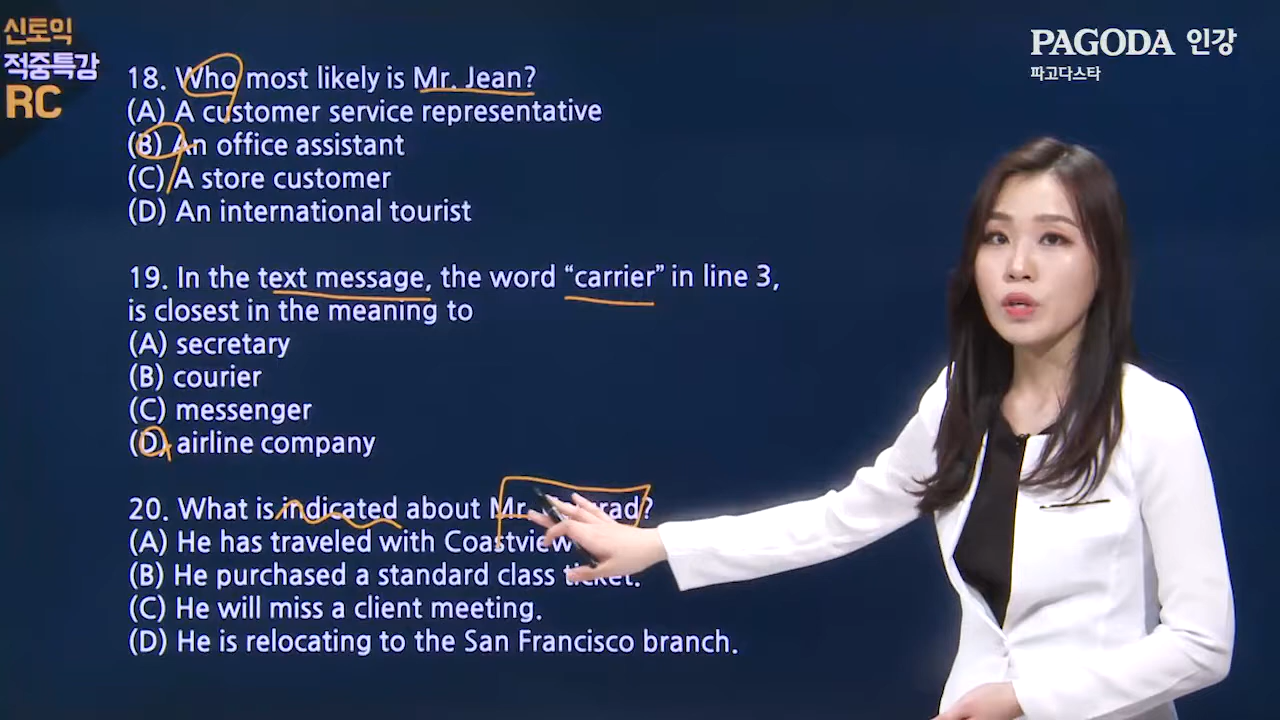 신토익
적중특강
RC
PAGODA 인강
파고다스타
18. Who most likely is Mr. Jean?
(A) A customer service representative
(B) An office assistant
(C) A store customer
(D) An international tourist
19. In the text message, the word “carrier” in line 3,
is closest in the meaning to
(A) secretary
(B) courier
(C) messenger
(D) airline company
20. What is indicated about Mr.
(A) He has traveled with Coastview
(B) He purchased a standard class ticket.
(C) He will miss a client meeting.
(D) He is relocating to the San Francisco branch.